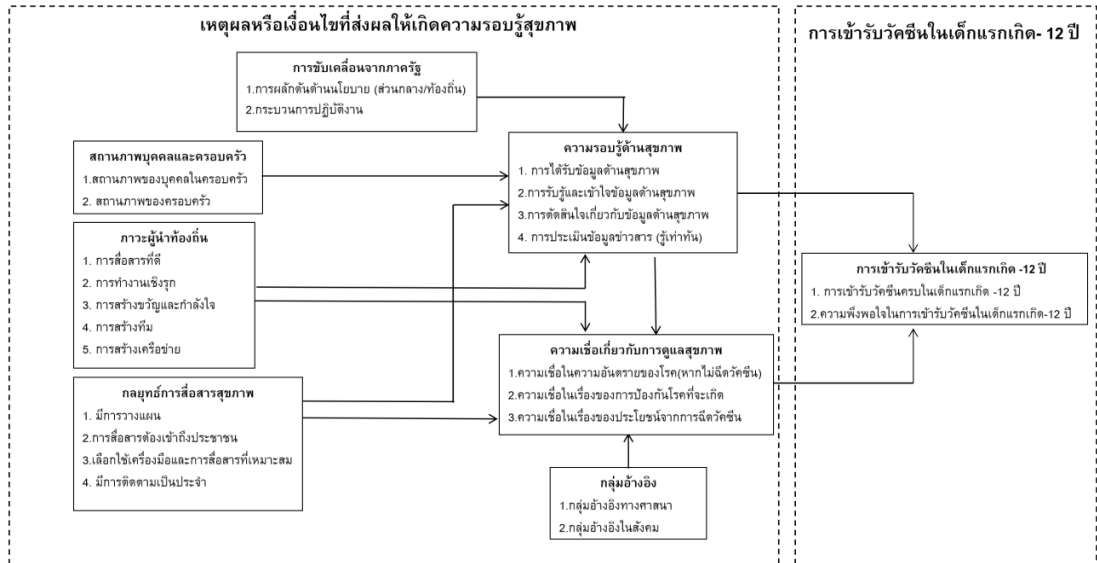 เหตุผลหรือเงื่อนไขที่ส่งผลให้เกิดความรอบรู้สุขภาพ
การขับเคลื่อนจากภาครัฐ
1.การผลักดันด้านนโยบาย (ส่วนกลาง/ท้องถิ่น)
2.กระบวนการปฏิบัติงาน
สถานภาพบุคคลและครอบครัว
1.สถานภาพของบุคคลในครอบครัว
2. สถานภาพของครอบครัว
ภาวะผู้นำท้องถิ่น
1. การสื่อสารที่ดี
2. การทำงานเชิงรุก
3. การสร้างขวัญและกำลังใจ
4. การสร้างทีม
5. การสร้างเครือข่าย
กลยุทธ์การสื่อสารสุขภาพ
1. มีการวางแผน
2.การสื่อสารต้องเข้าถึงประชาชน
3.เลือกใช้เครื่องมือและการสื่อสารที่เหมาะสม
4. มีการติดตามเป็นประจำ
ความรอบรู้ด้านสุขภาพ
1. การได้รับข้อมูลด้านสุขภาพ
2.การรับรู้และเข้าใจข้อมูลด้านสุขภาพ
3.การตัดสินใจเกี่ยวกับข้อมูลด้านสุขภาพ
4. การประเมินข้อมูลข่าวสาร (รู้เท่าทัน)
ความเชื่อเกี่ยวกับการดูแลสุขภาพ
1.ความเชื่อในความอันตรายของโรค(หากไม่ฉีดวัคซีน)
2.ความเชื่อในเรื่องของการป้องกันโรคที่จะเกิด
3.ความเชื่อในเรื่องของประโยชน์จากการฉีดวัคซีน
กลุ่มอ้างอิง
1.กลุ่มอ้างอิงทางศาสนา
2.กลุ่มอ้างอิงในสังคม
การเข้ารับวัคซีนในเด็กแรกเกิด- 12 ปี
การเข้ารับวัคซีนในเด็กแรกเกิด -12 ปี
1. การเข้ารับวัคซีนครบในเด็กแรกเกิด -12 ปี
2.ความพึงพอใจในการเข้ารับวัคซีนในเด็กแรกเกิด-12 ปี